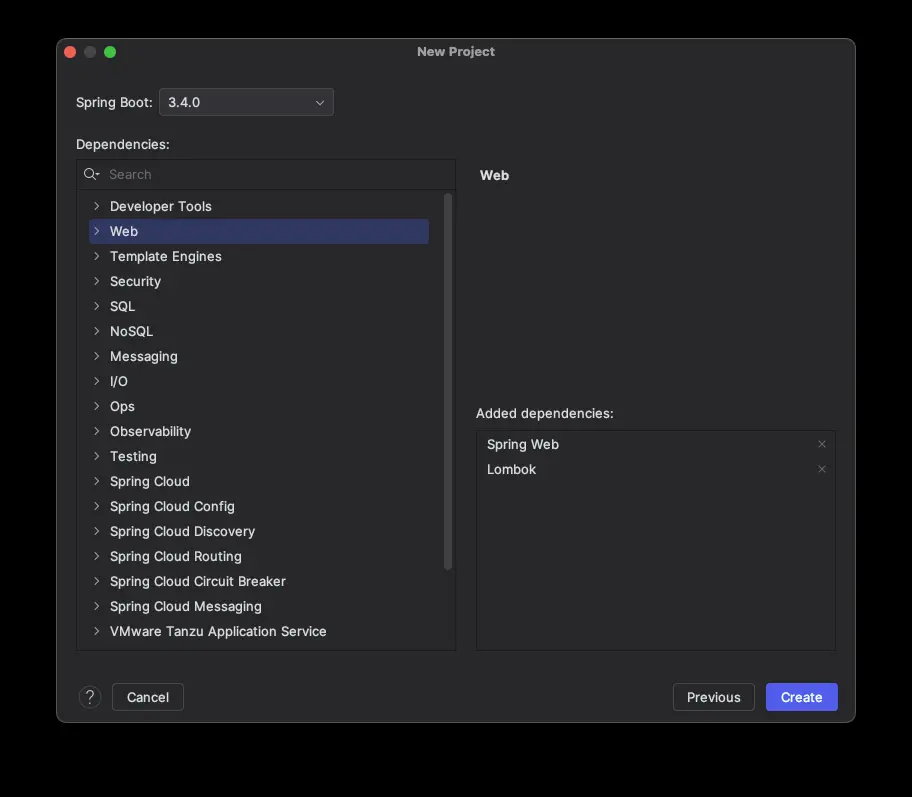 New Project
Spring Boot: 3.4.0
Dependencies:
Search
Developer Tools
Web
Template Engines
Security
SQL
NoSQL
Messaging
I/O
Ops
Observability
Testing
Spring Cloud
Spring Cloud Config
Spring Cloud Discovery
Spring Cloud Routing
Spring Cloud Circuit Breaker
Spring Cloud Messaging
VMware Tanzu Application Service
Web
Added dependencies:
Spring Web
Lombok
? Cancel Previous Create